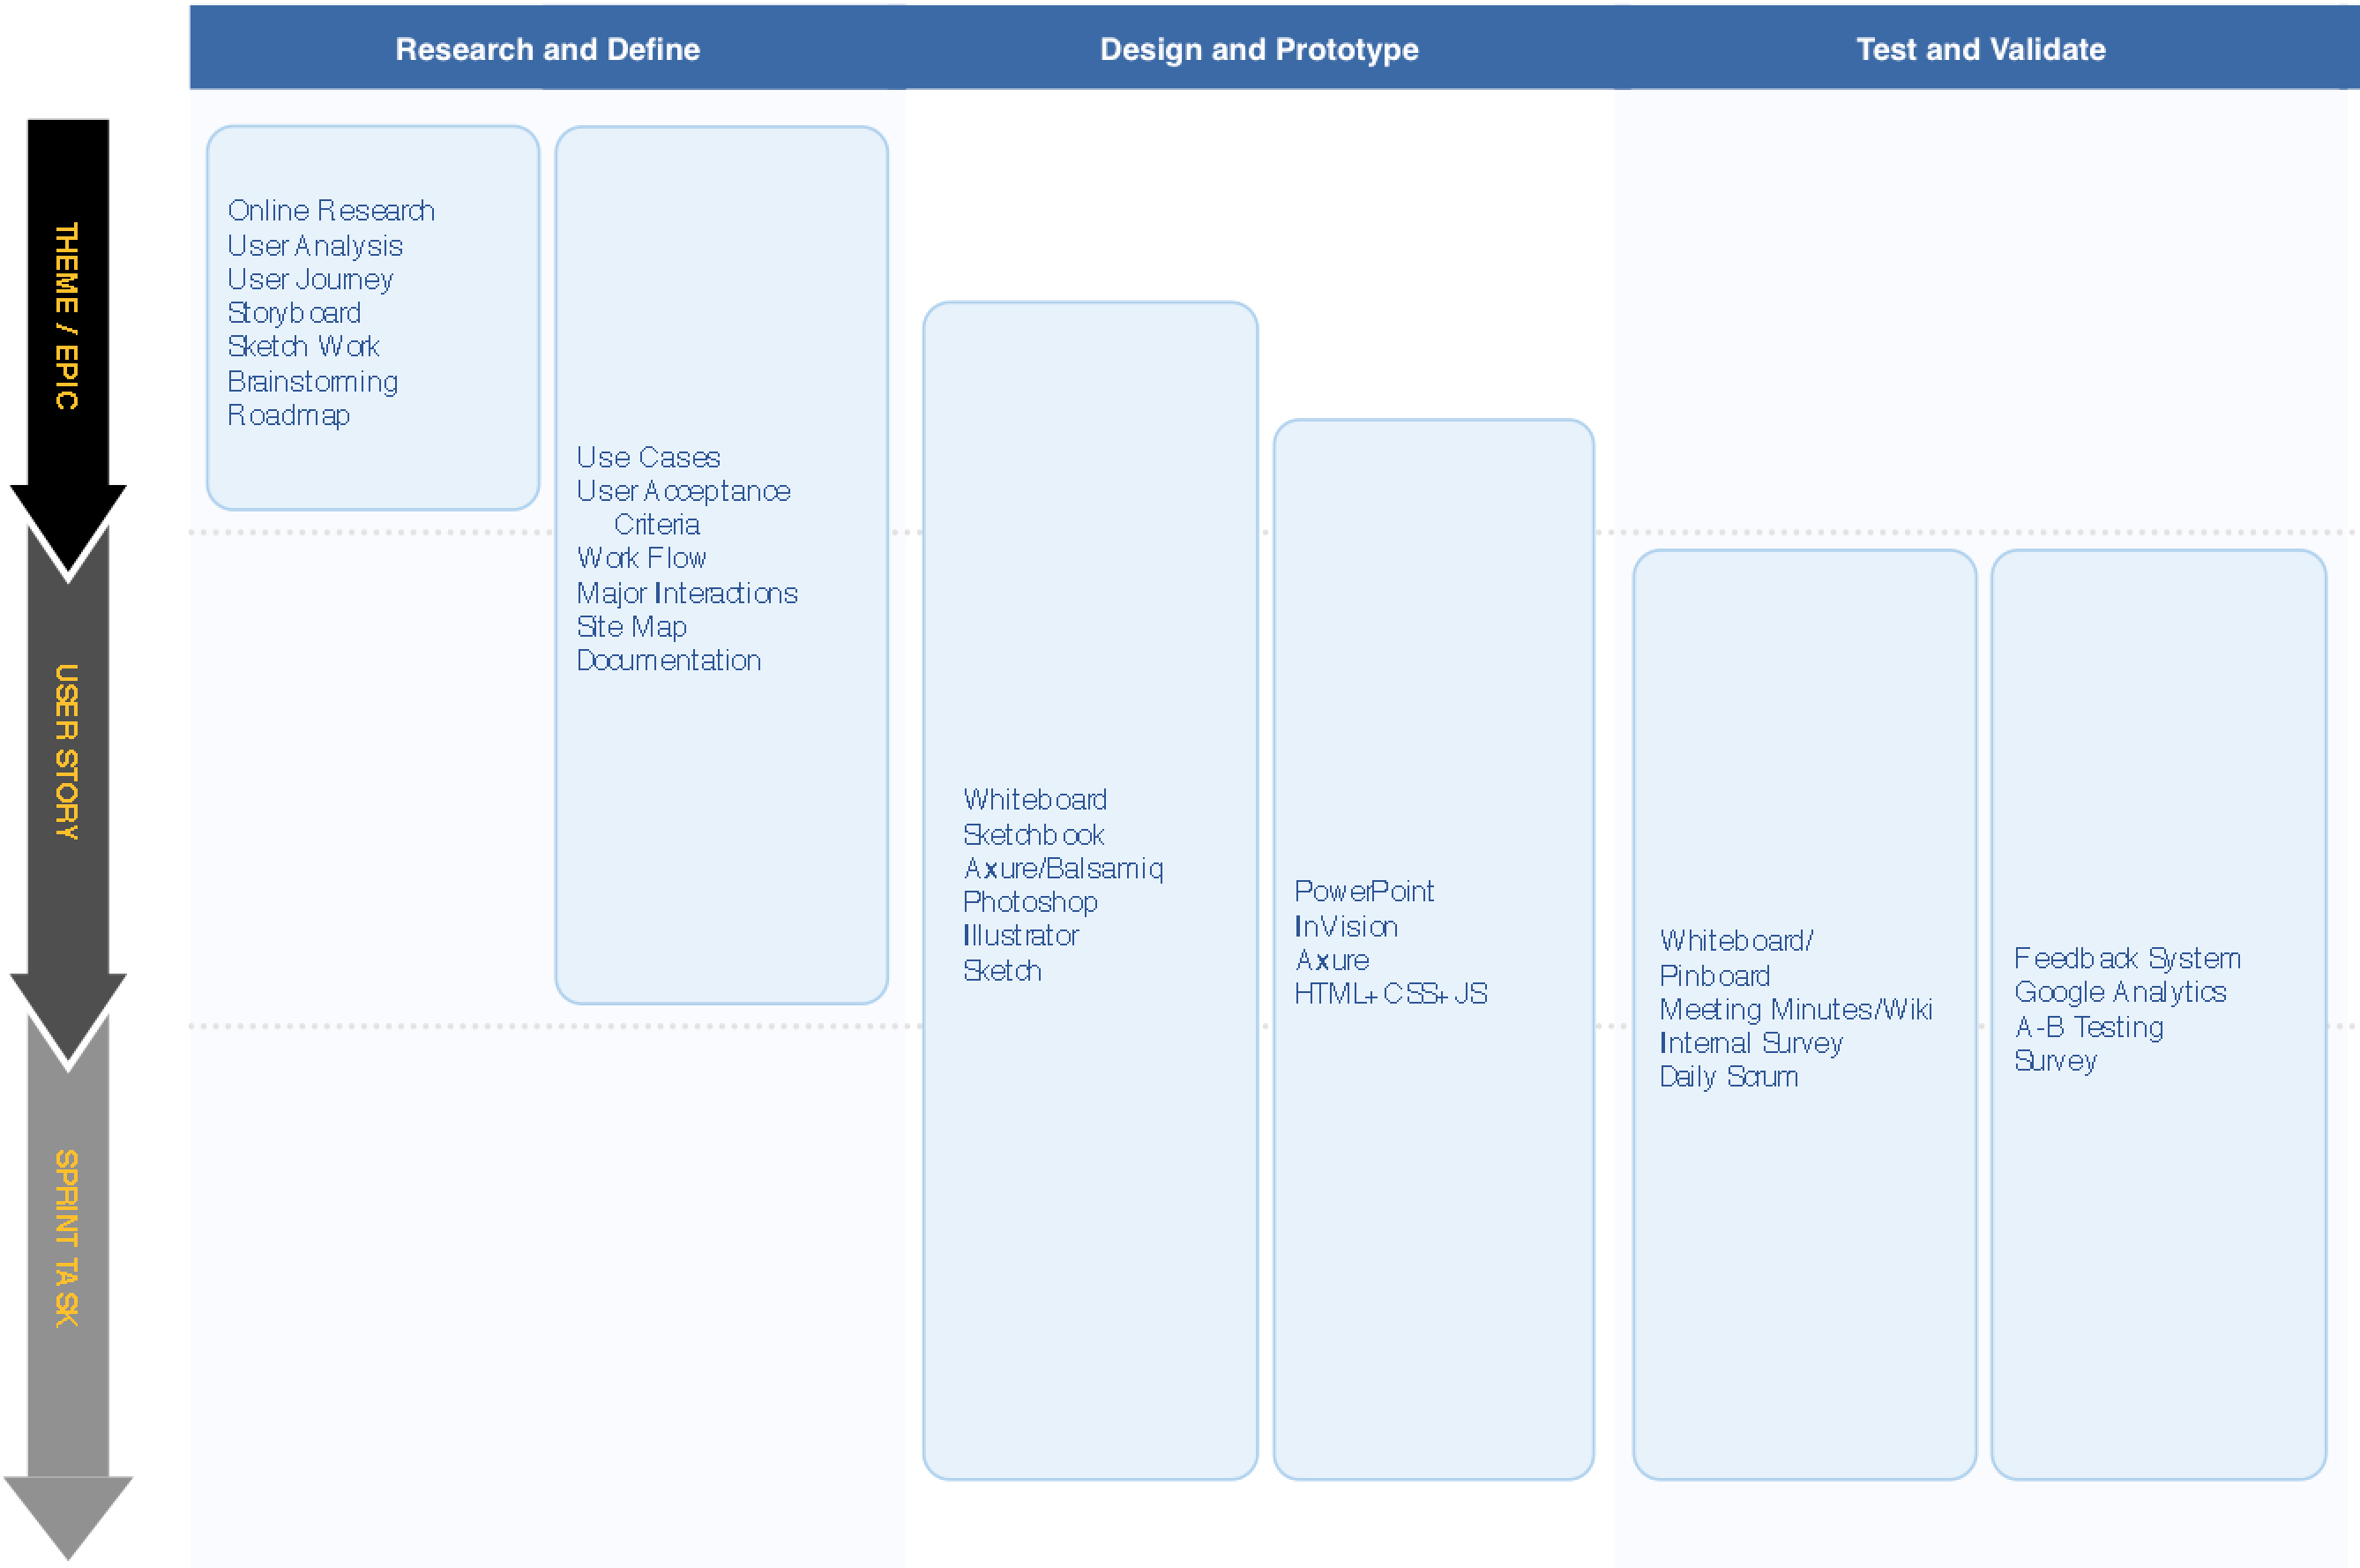 Research and Define
Design and Prototype
Test and Validate
THEME / EPIC
USER STORY
SPRINT TASK
Online Research
User Analysis
User Journey
Storyboard
Sketch Work
Brainstorming
Roadmap
Use Cases
User Acceptance
Criteria
Work Flow
Major Interactions
Site Map
Documentation
Whiteboard
Sketchbook
Axure/Balsamiq
Photoshop
Illustrator
Sketch
PowerPoint
InVision
Axure
HTML+CSS+JS
Whiteboard/
Pinboard
Meeting Minutes/Wiki
Internal Survey
Daily Scrum
Feedback System
Google Analytics
A-B Testing
Survey